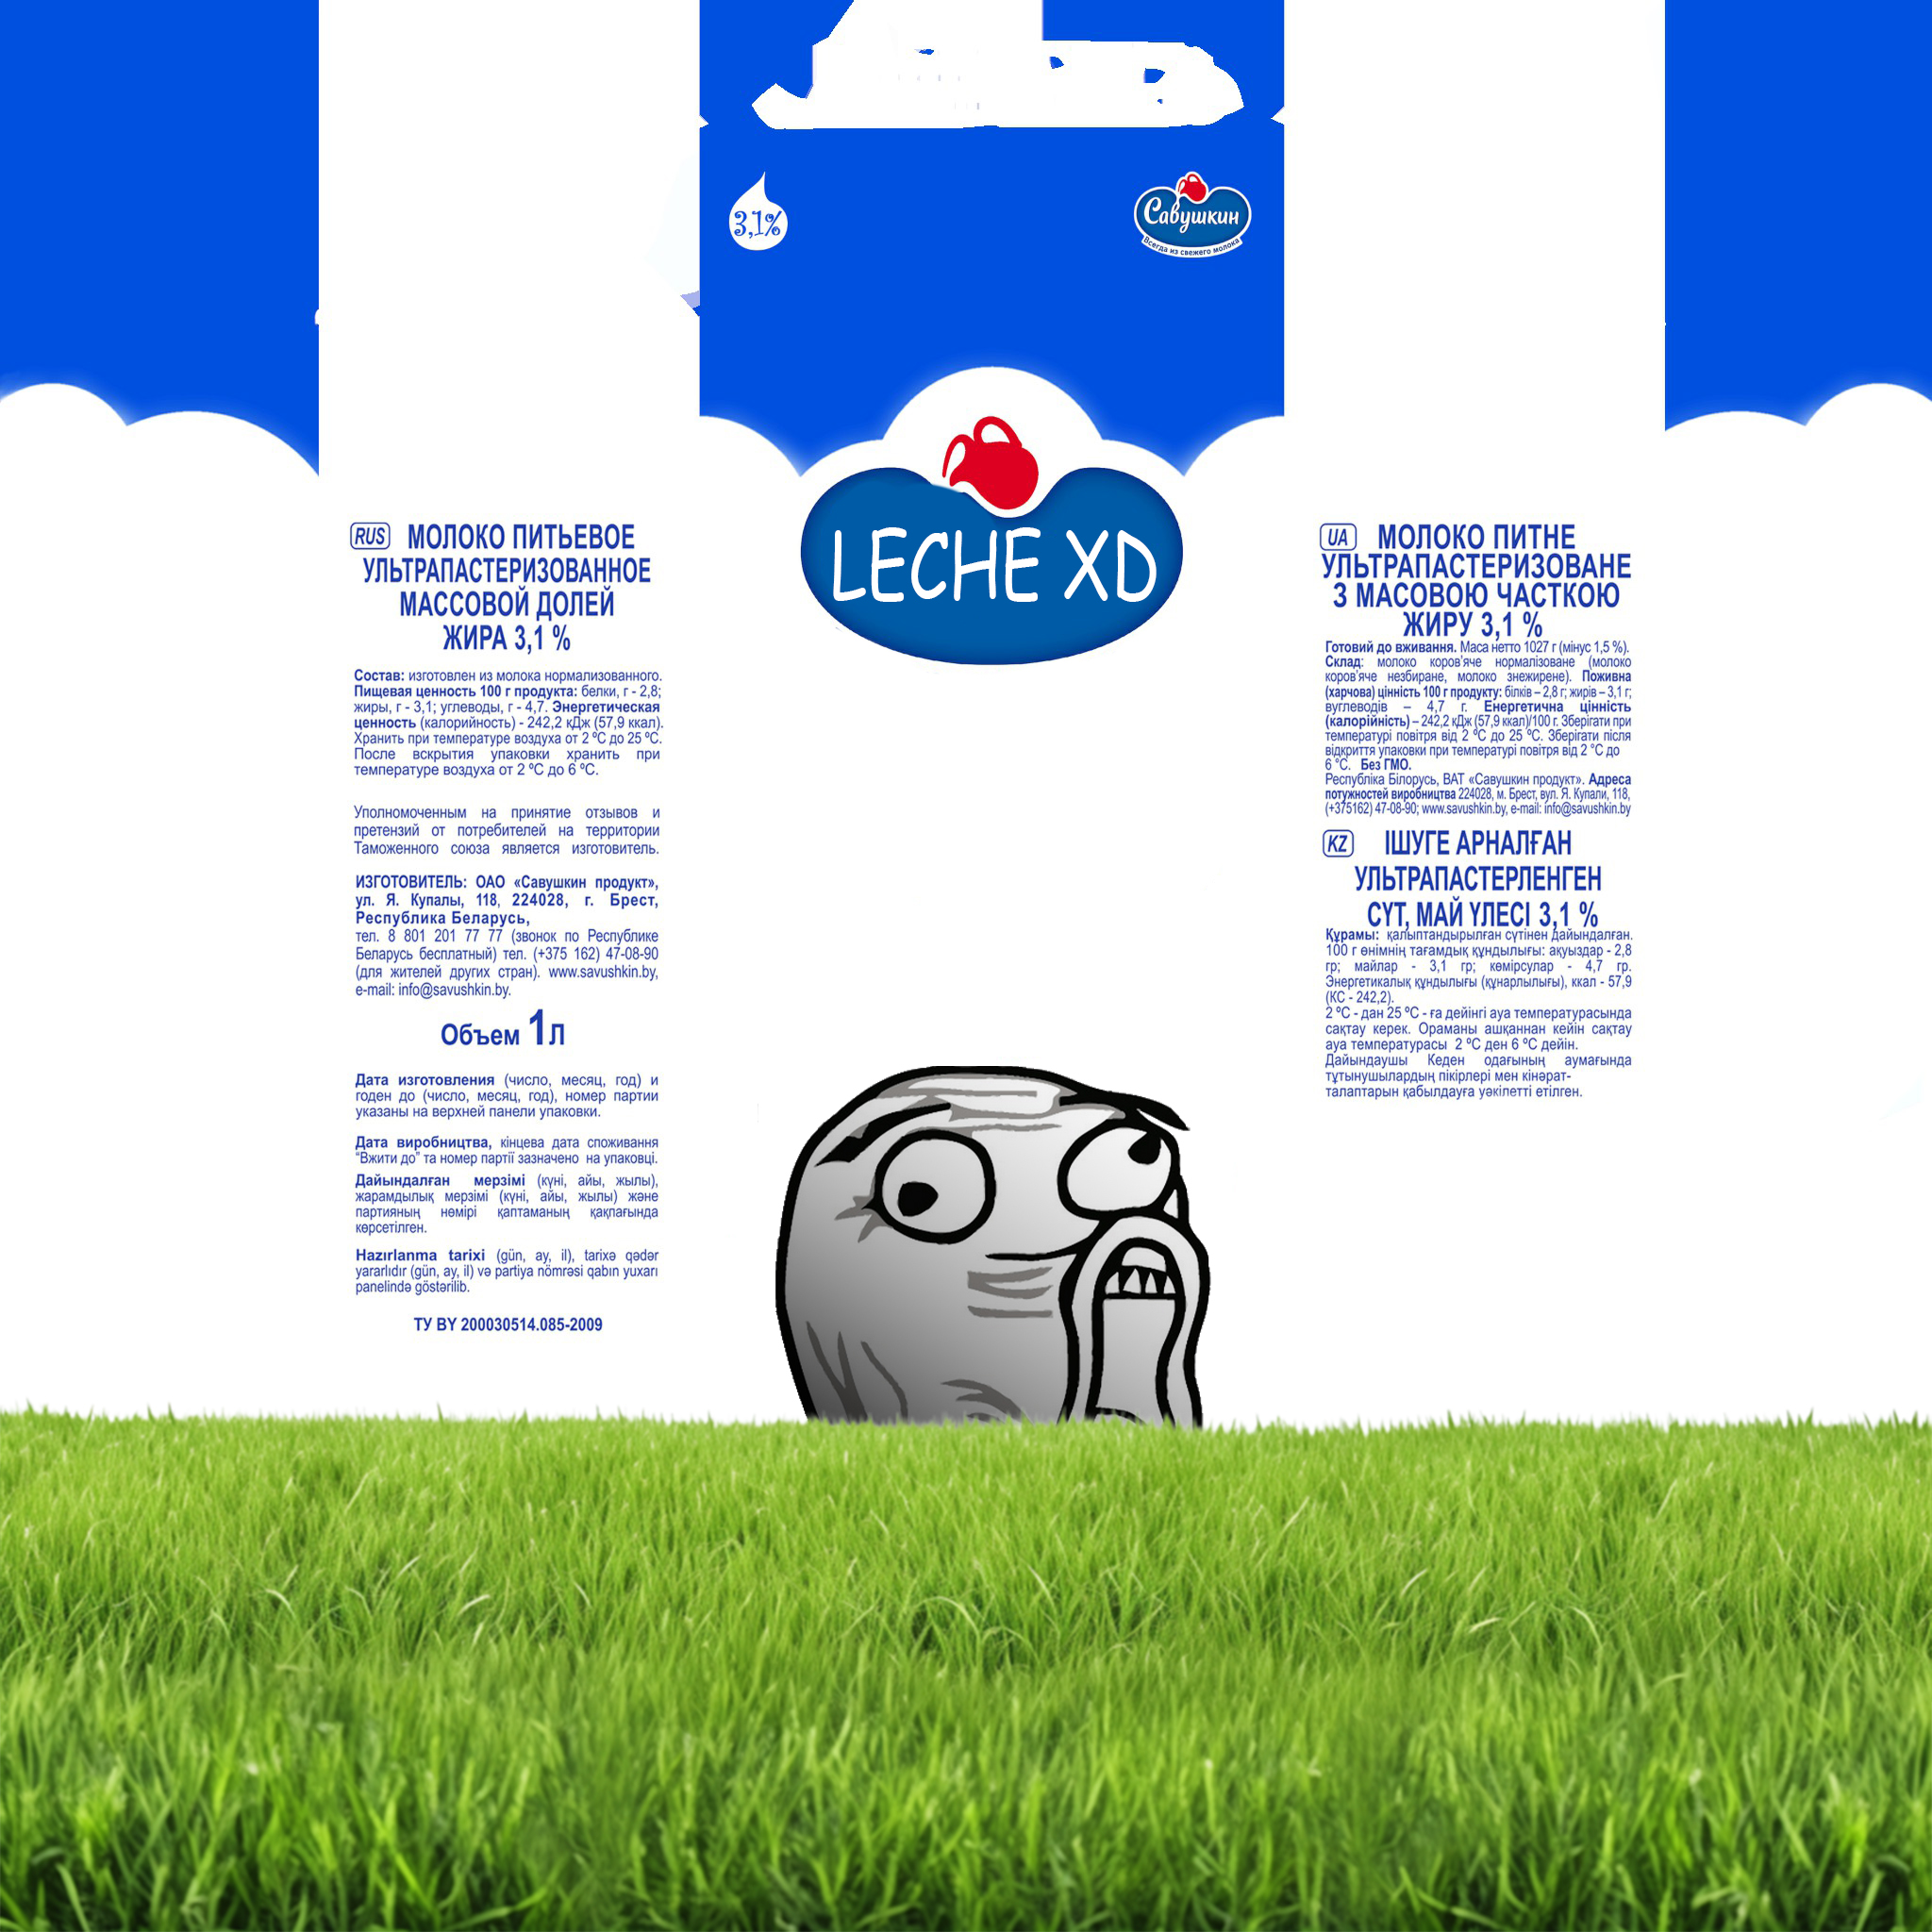 3,1%
Савушкин
Всегда из свежего молока
LECHE XD
RUS МОЛОКО ПИТЬЕВОЕ
УЛЬТРАПАСТЕРИЗОВАННОЕ
МАССОВОЙ ДОЛЕЙ
ЖИРА 3,1 %
Состав: изготовлен из молока нормализованного.
Пищевая ценность 100 г продукта: белки, г - 2,8;
жиры, г - 3,1; углеводы, г - 4,7. Энергетическая
ценность (калорийность) - 242,2 кДж (57,9 ккал).
Хранить при температуре воздуха от 2 ºС до 25 ºС.
После вскрытия упаковки хранить при
температуре воздуха от 2 ºС до 6 ºС.
Уполномоченным на принятие отзывов и
претензий от потребителей на территории
Таможенного союза является изготовитель.
ИЗГОТОВИТЕЛЬ: ОАО «Савушкин продукт»,
ул. Я. Купалы, 118, 224028, г. Брест,
Республика Беларусь,
тел. 8 801 201 77 77 (звонок по Республике
Беларусь бесплатный) тел. (+375 162) 47-08-90
(для жителей других стран). www.savushkin.by,
e-mail: info@savushkin.by.
Объем 1Л
Дата изготовления (число, месяц, год) и
годен до (число, месяц, год), номер партии
указаны на верхней панели упаковки.
Дата виробництва, кінцева дата споживання
“Вжити до” та номер партії зазначено на упаковці.
Дайындалған мерзімі (күні, айы, жылы),
жарамдылық мерзімі (күні, айы, жылы) және
партияның нөмірі қаптаманың қақпағында
көрсетілген.
Hazırlanma tarixi (gün, ay, il), tarixə qədər
yararlıdır (gün, ay, il) və partiya nömrəsi qabın yuxarı
panelində göstərilib.
ТУ BY 200030514.085-2009
UA МОЛОКО ПИТНЕ
УЛЬТРАПАСТЕРИЗОВАНЕ
З МАСОВОЮ ЧАСТКОЮ
ЖИРУ 3,1 %
Готовий до вживання. Маса нетто 1027 г (мінус 1,5 %).
Склад: молоко коров’яче нормалізоване (молоко
коров’яче незбиране, молоко знежирене). Поживна
(харчова) цінність 100 г продукту: білків – 2,8 г; жирів – 3,1 г;
вуглеводів – 4,7 г. Енергетична цінність
(калорійність) – 242,2 кДж (57,9 ккал)/100 г. Зберігати при
температурі повітря від 2 ºС до 25 ºС. Зберігати після
відкриття упаковки при температурі повітря від 2 °С до
6 °С. Без ГМО.
Республіка Білорусь, ВАТ «Савушкин продукт». Адреса
потужностей виробництва 224028, м. Брест, вул. Я. Купали, 118,
(+375162) 47-08-90; www.savushkin.by, e-mail: info@savushkin.by
KZ ІШУГЕ АРНАЛҒАН
УЛЬТРАПАСТЕРЛЕНГЕН
СҮТ, МАЙ ҮЛЕСІ 3,1 %
Құрамы: қалыптандырылған сүтінен дайындалған.
100 г өнімнің тағамдық құндылығы: ақуыздар - 2,8
гр; майлар - 3,1 гр; көмірсулар - 4,7 гр.
Энергетикалық құндылығы (құнарлылығы), ккал - 57,9
(КС - 242,2).
2 ºС - дан 25 ºС - ға дейінгі ауа температурасында
сақтау керек. Ораманы ашқаннан кейін сақтау
ауа температурасы 2 ºС ден 6 ºС дейін.
Дайындаушы Кеден одағының аумағында
тұтынушылардың пікірлері мен кінәрат-
талаптарын қабылдауға уәкілетті етілген.